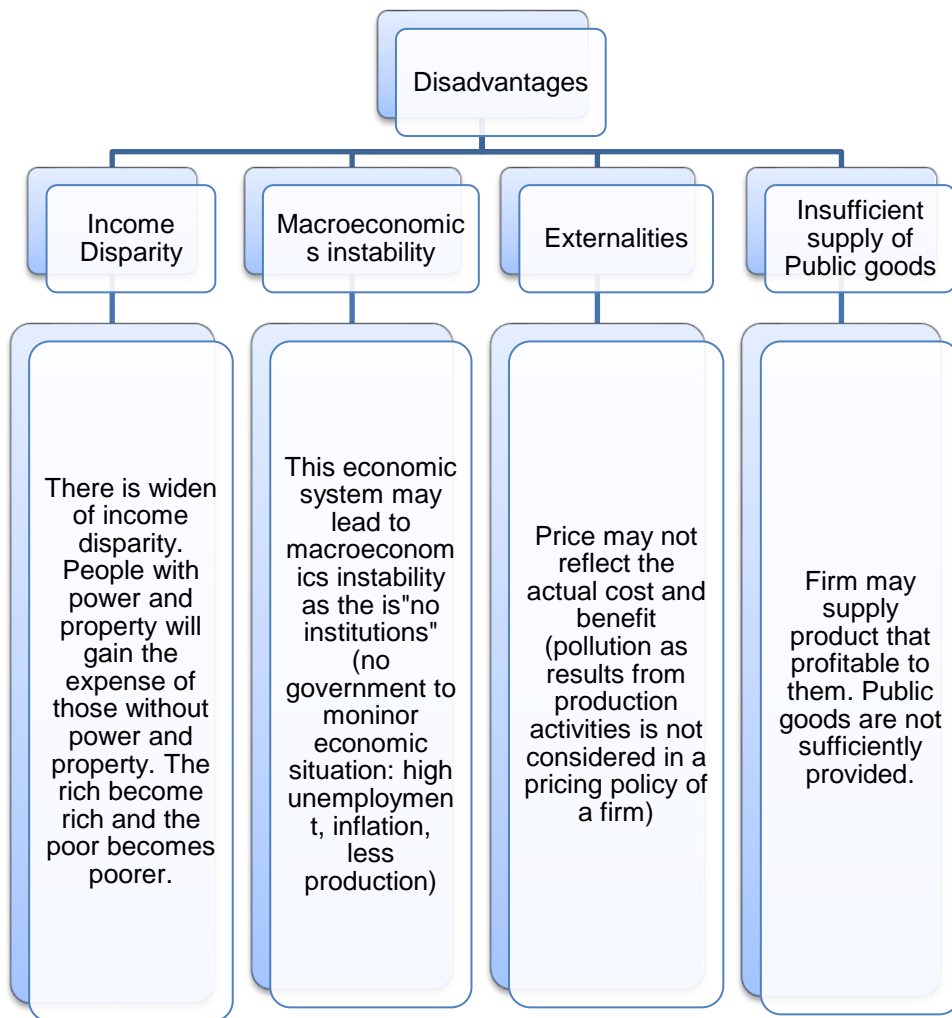 Disadvantages
Income
Disparity
Macroeconomic
s instability
Externalities
Insufficient
supply of
Public goods
There is widen
of income
disparity.
People with
power and
property will
gain the
expense of
those without
power and
property. The
rich become
rich and the
poor becomes
poorer.
This economic
system may
lead to
macroeconom
ics instability
as the is"no
institutions"
(no
government to
moninor
economic
situation: high
unemploymen
t, inflation,
less
production)
Price may not
reflect the
actual cost and
benefit
(pollution as
results from
production
activities is not
considered in a
pricing policy of
a firm)
Firm may
supply
product that
profitable to
them. Public
goods are not
sufficiently
provided.